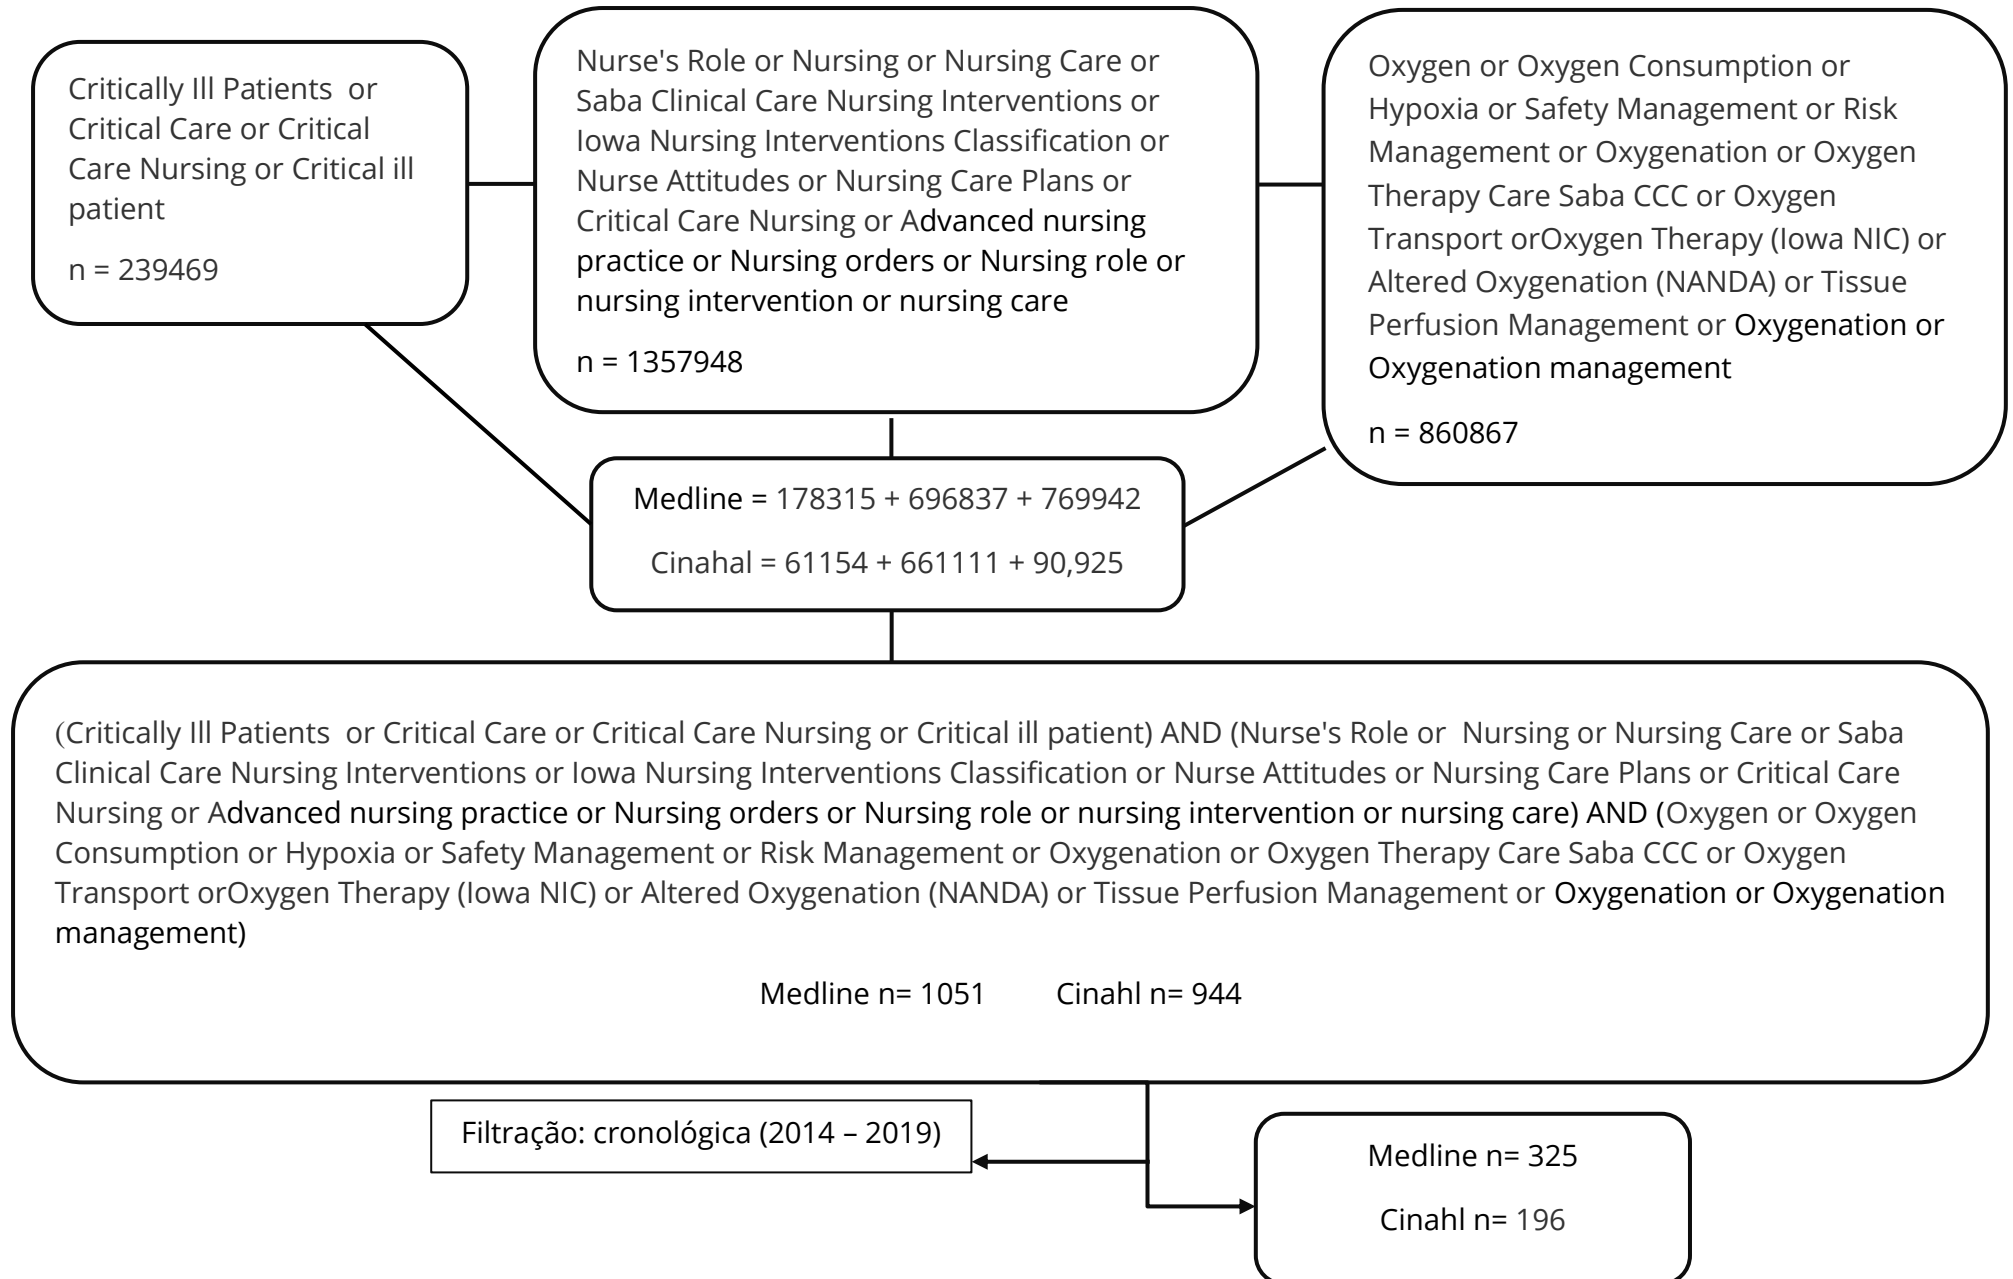 Critically Ill Patients  or
Critical Care or Critical
Care Nursing or Critical ill
patient
n = 239469
Nurse's Role or Nursing or Nursing Care or
Saba Clinical Care Nursing Interventions or
Iowa Nursing Interventions Classification or
Nurse Attitudes or Nursing Care Plans or
Critical Care Nursing or Advanced nursing
practice or Nursing orders or Nursing role or
nursing intervention or nursing care
n = 1357948
Oxygen or Oxygen Consumption or
Hypoxia or Safety Management or Risk
Management or Oxygenation or Oxygen
Therapy Care Saba CCC or Oxygen
Transport orOxygen Therapy (Iowa NIC) or
Altered Oxygenation (NANDA) or Tissue
Perfusion Management or Oxygenation or
Oxygenation management
n = 860867
Medline = 178315 + 696837 + 769942
Cinahal = 61154 + 661111 + 90,925
(Critically Ill Patients  or Critical Care or Critical Care Nursing or Critical ill patient) AND (Nurse's Role or  Nursing or Nursing Care or Saba
Clinical Care Nursing Interventions or Iowa Nursing Interventions Classification or Nurse Attitudes or Nursing Care Plans or Critical Care
Nursing or Advanced nursing practice or Nursing orders or Nursing role or nursing intervention or nursing care) AND (Oxygen or Oxygen
Consumption or Hypoxia or Safety Management or Risk Management or Oxygenation or Oxygen Therapy Care Saba CCC or Oxygen
Transport orOxygen Therapy (Iowa NIC) or Altered Oxygenation (NANDA) or Tissue Perfusion Management or Oxygenation or Oxygenation
management)
Medline n= 1051 Cinahl n= 944
Filtração: cronológica (2014 – 2019)
Medline n= 325
Cinahl n= 196